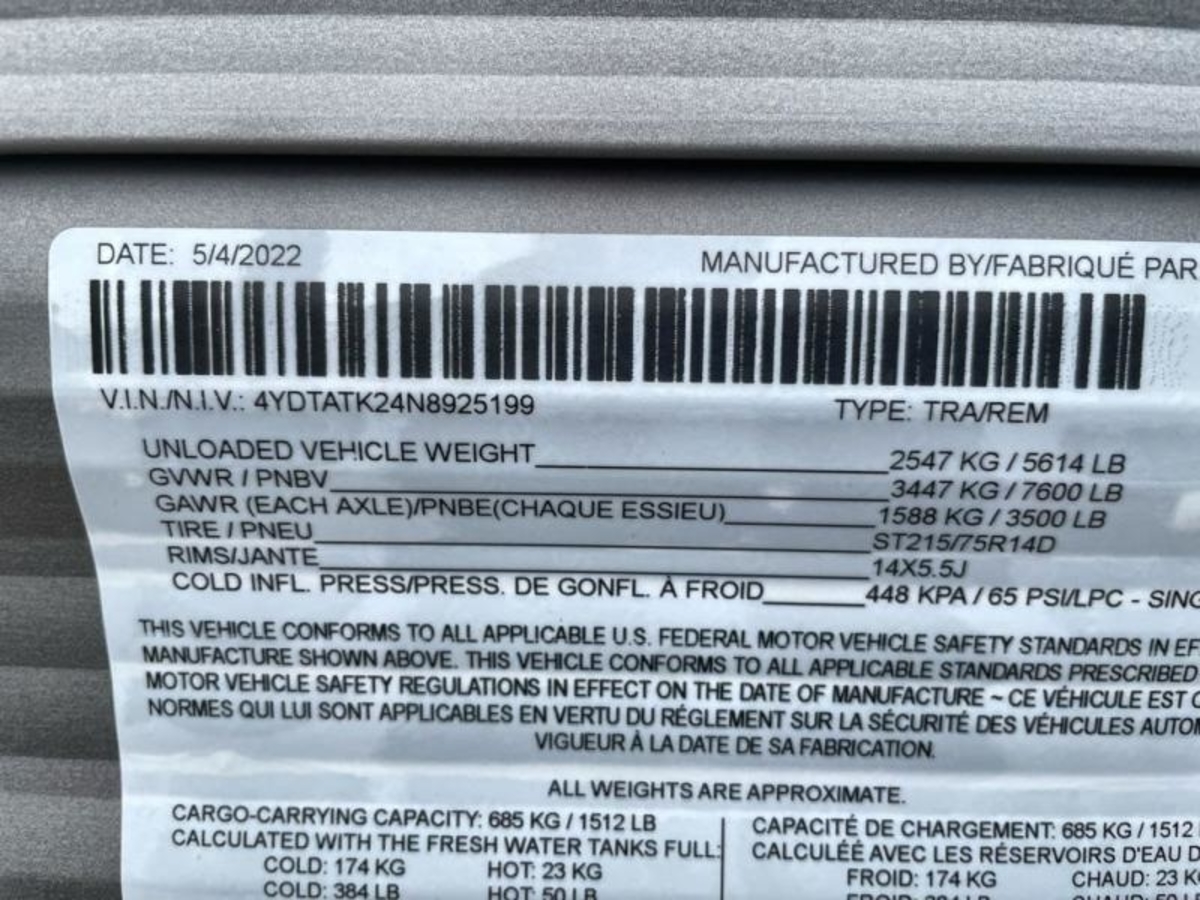 DATE: 5/4/2022
MANUFACTURED BY/FABRIQUÉ PAR
V.I.N./N.I.V.: 4YDTATK24N8925199
TYPE: TRA/REM
UNLOADED VEHICLE WEIGHT 2547 KG / 5614 LB
GVWR / PNBV 3447 KG / 7600 LB
GAWR (EACH AXLE)/PNBE(CHAQUE ESSIEU) 1588 KG / 3500 LB
TIRE / PNEU ST215/75R14D
RIMS/JANTE 14X5.5J
COLD INFL. PRESS/PRESS. DE GONFL. À FROID 448 KPA / 65 PSI/LPC - SING
THIS VEHICLE CONFORMS TO ALL APPLICABLE U.S. FEDERAL MOTOR VEHICLE SAFETY STANDARDS IN EF
MANUFACTURE SHOWN ABOVE. THIS VEHICLE CONFORMS TO ALL APPLICABLE STANDARDS PRESCRIBED
MOTOR VEHICLE SAFETY REGULATIONS IN EFFECT ON THE DATE OF MANUFACTURE ~ CE VÉHICULE EST
NORMES QUI LUI SONT APPLICABLES EN VERTU DU RÉGLEMENT SUR LA SÉCURITÉ DES VÉHICULES AUTOM
VIGUEUR À LA DATE DE SA FABRICATION.
ALL WEIGHTS ARE APPROXIMATE.
CARGO-CARRYING CAPACITY: 685 KG / 1512 LB
CALCULATED WITH THE FRESH WATER TANKS FULL:
COLD: 174 KG HOT: 23 KG
COLD: 384 LB HOT: 50 LB
CAPACITÉ DE CHARGEMENT: 685 KG / 1512
CALCULÉE AVEC LES RÉSERVOIRS D'EAU D
FROID: 174 KG CHAUD: 23 KG